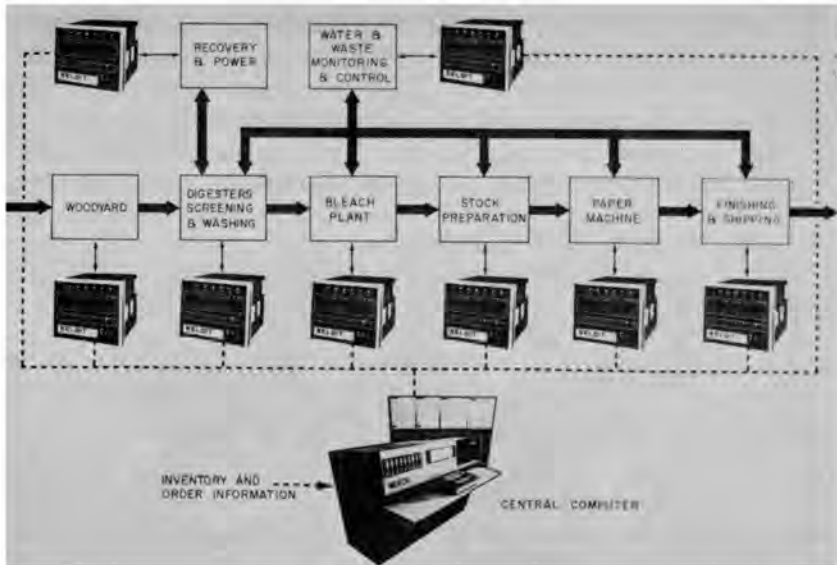 RECOVERY
& POWER
WATER &
WASTE
MONITORING
& CONTROL
WOODYARD
DIGESTERS
SCREENING
& WASHING
BLEACH
PLANT
STOCK
PREPARATION
PAPER
MACHINE
FINISHING
& SHIPPING
INVENTORY AND
ORDER INFORMATION
CENTRAL COMPUTER